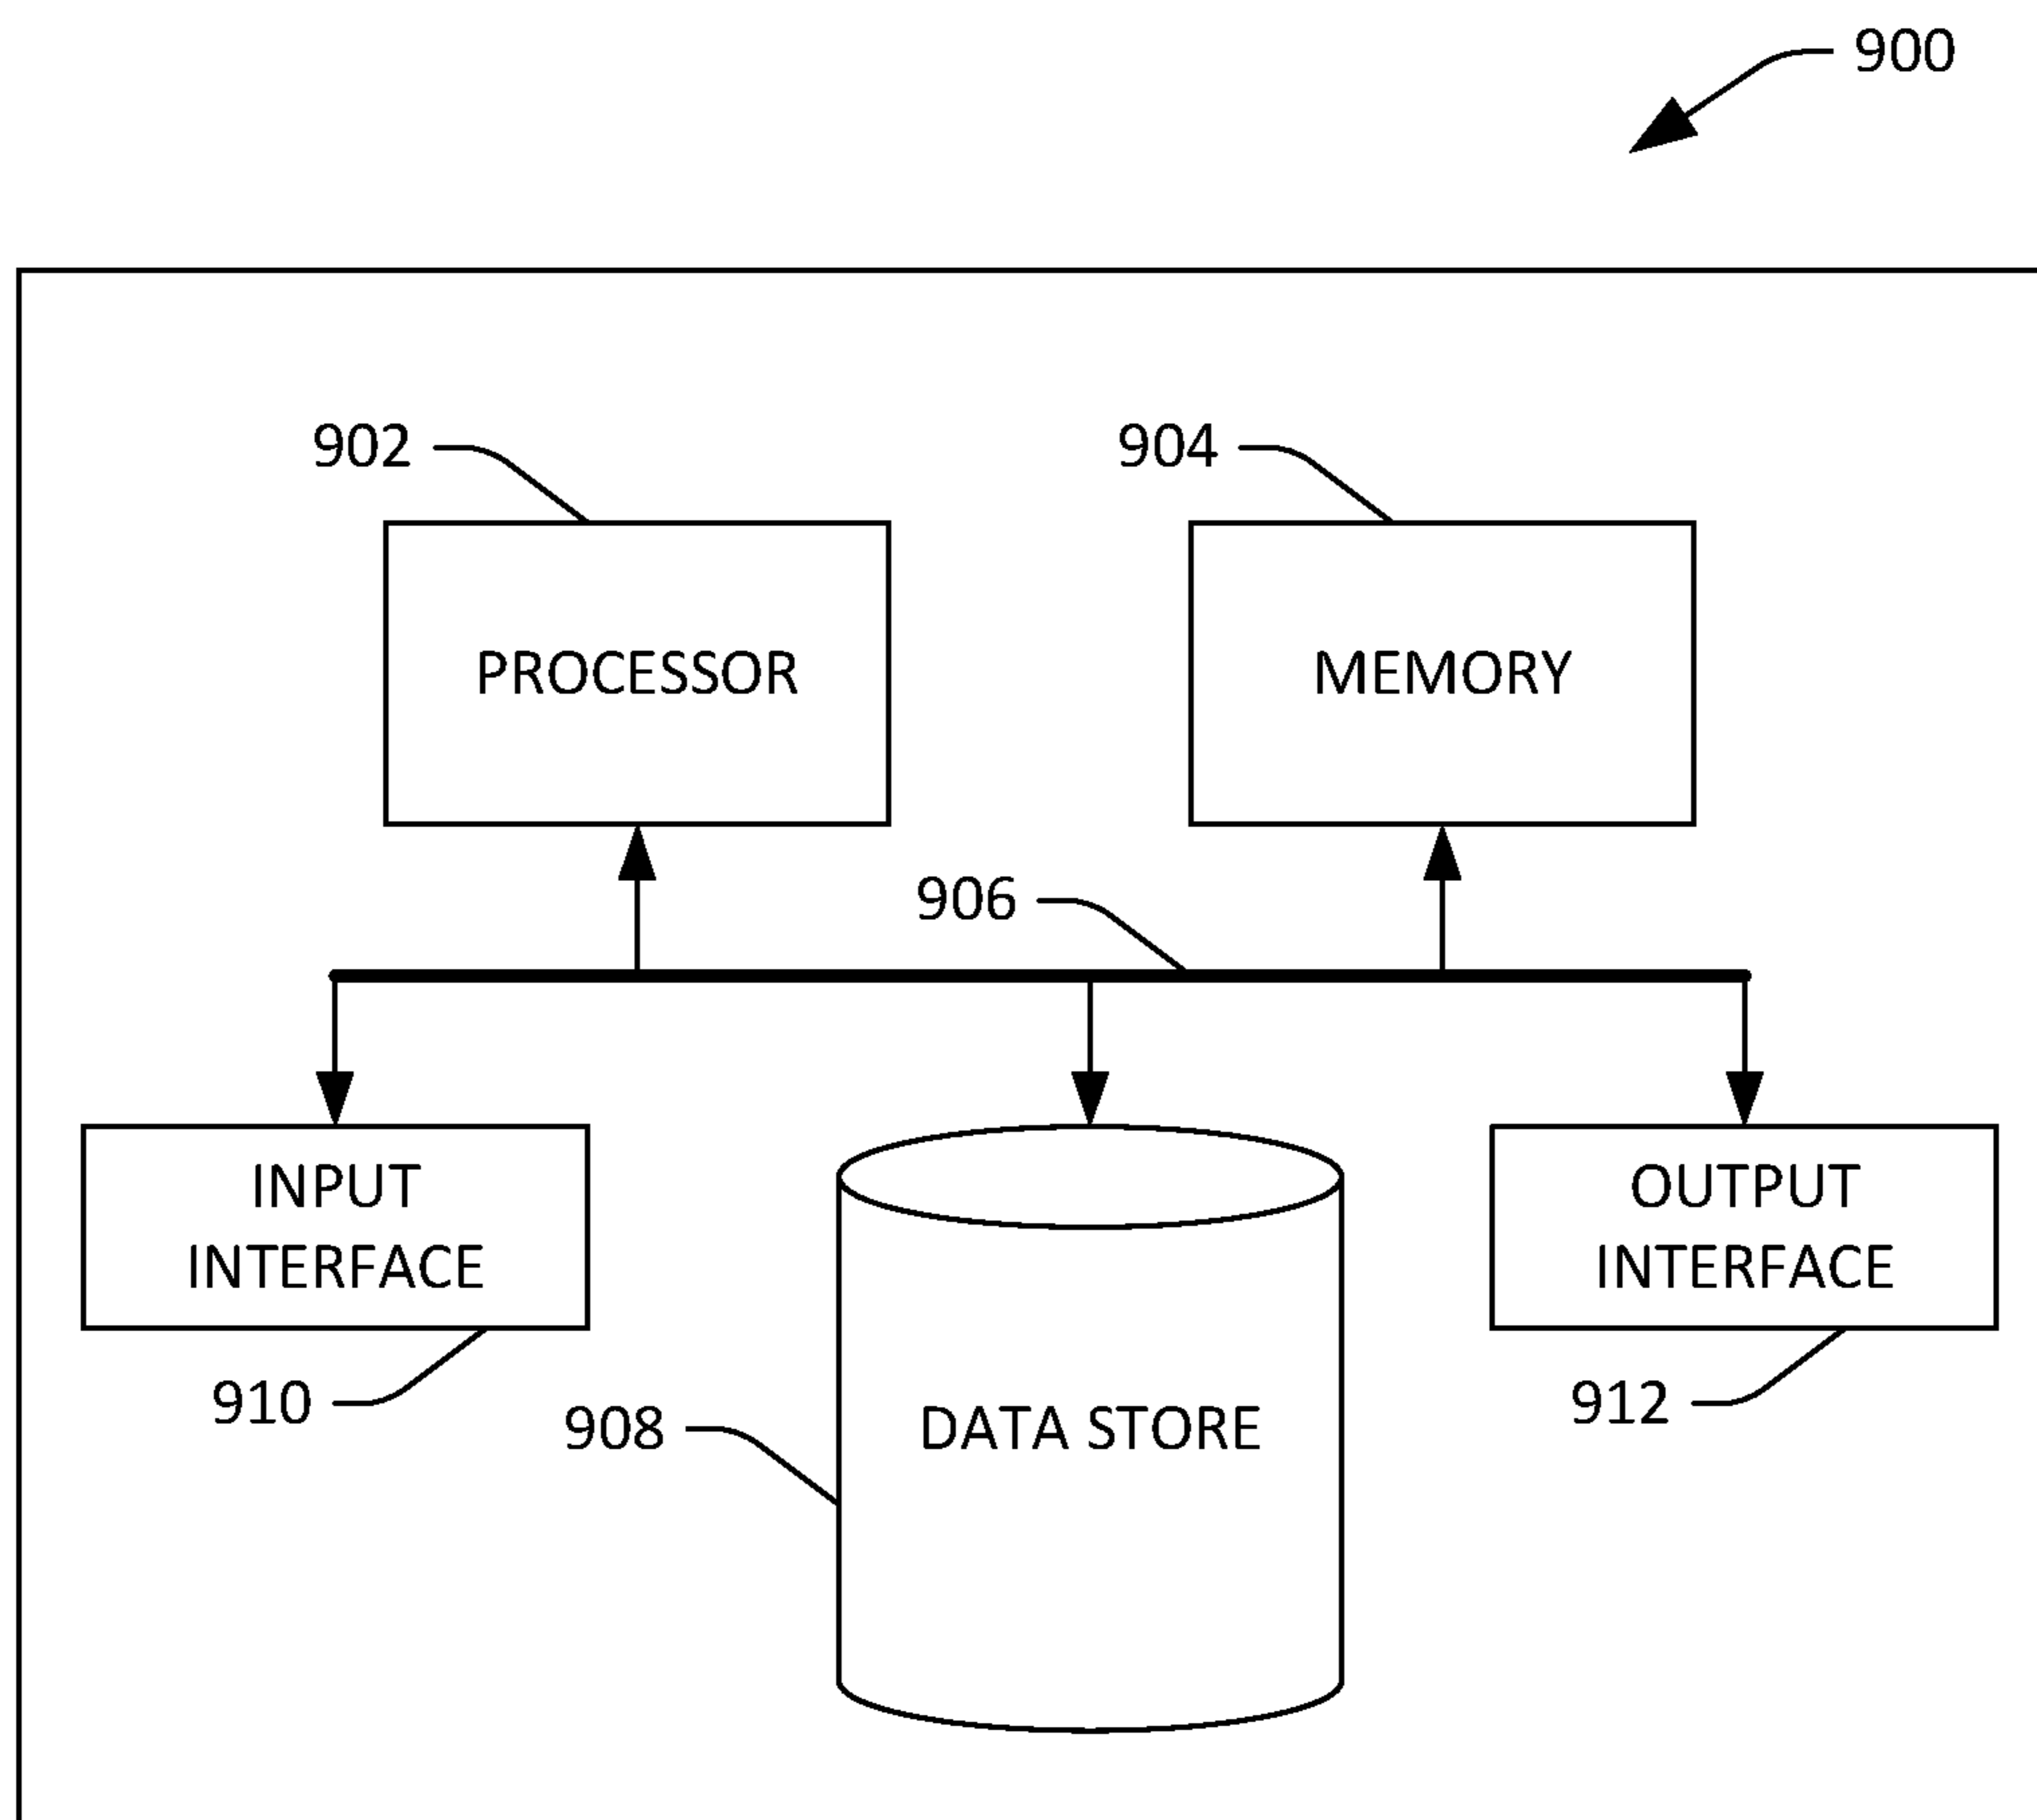 900
902
904
PROCESSOR
MEMORY
906
INPUT
INTERFACE
OUTPUT
INTERFACE
910
908
DATA STORE
912